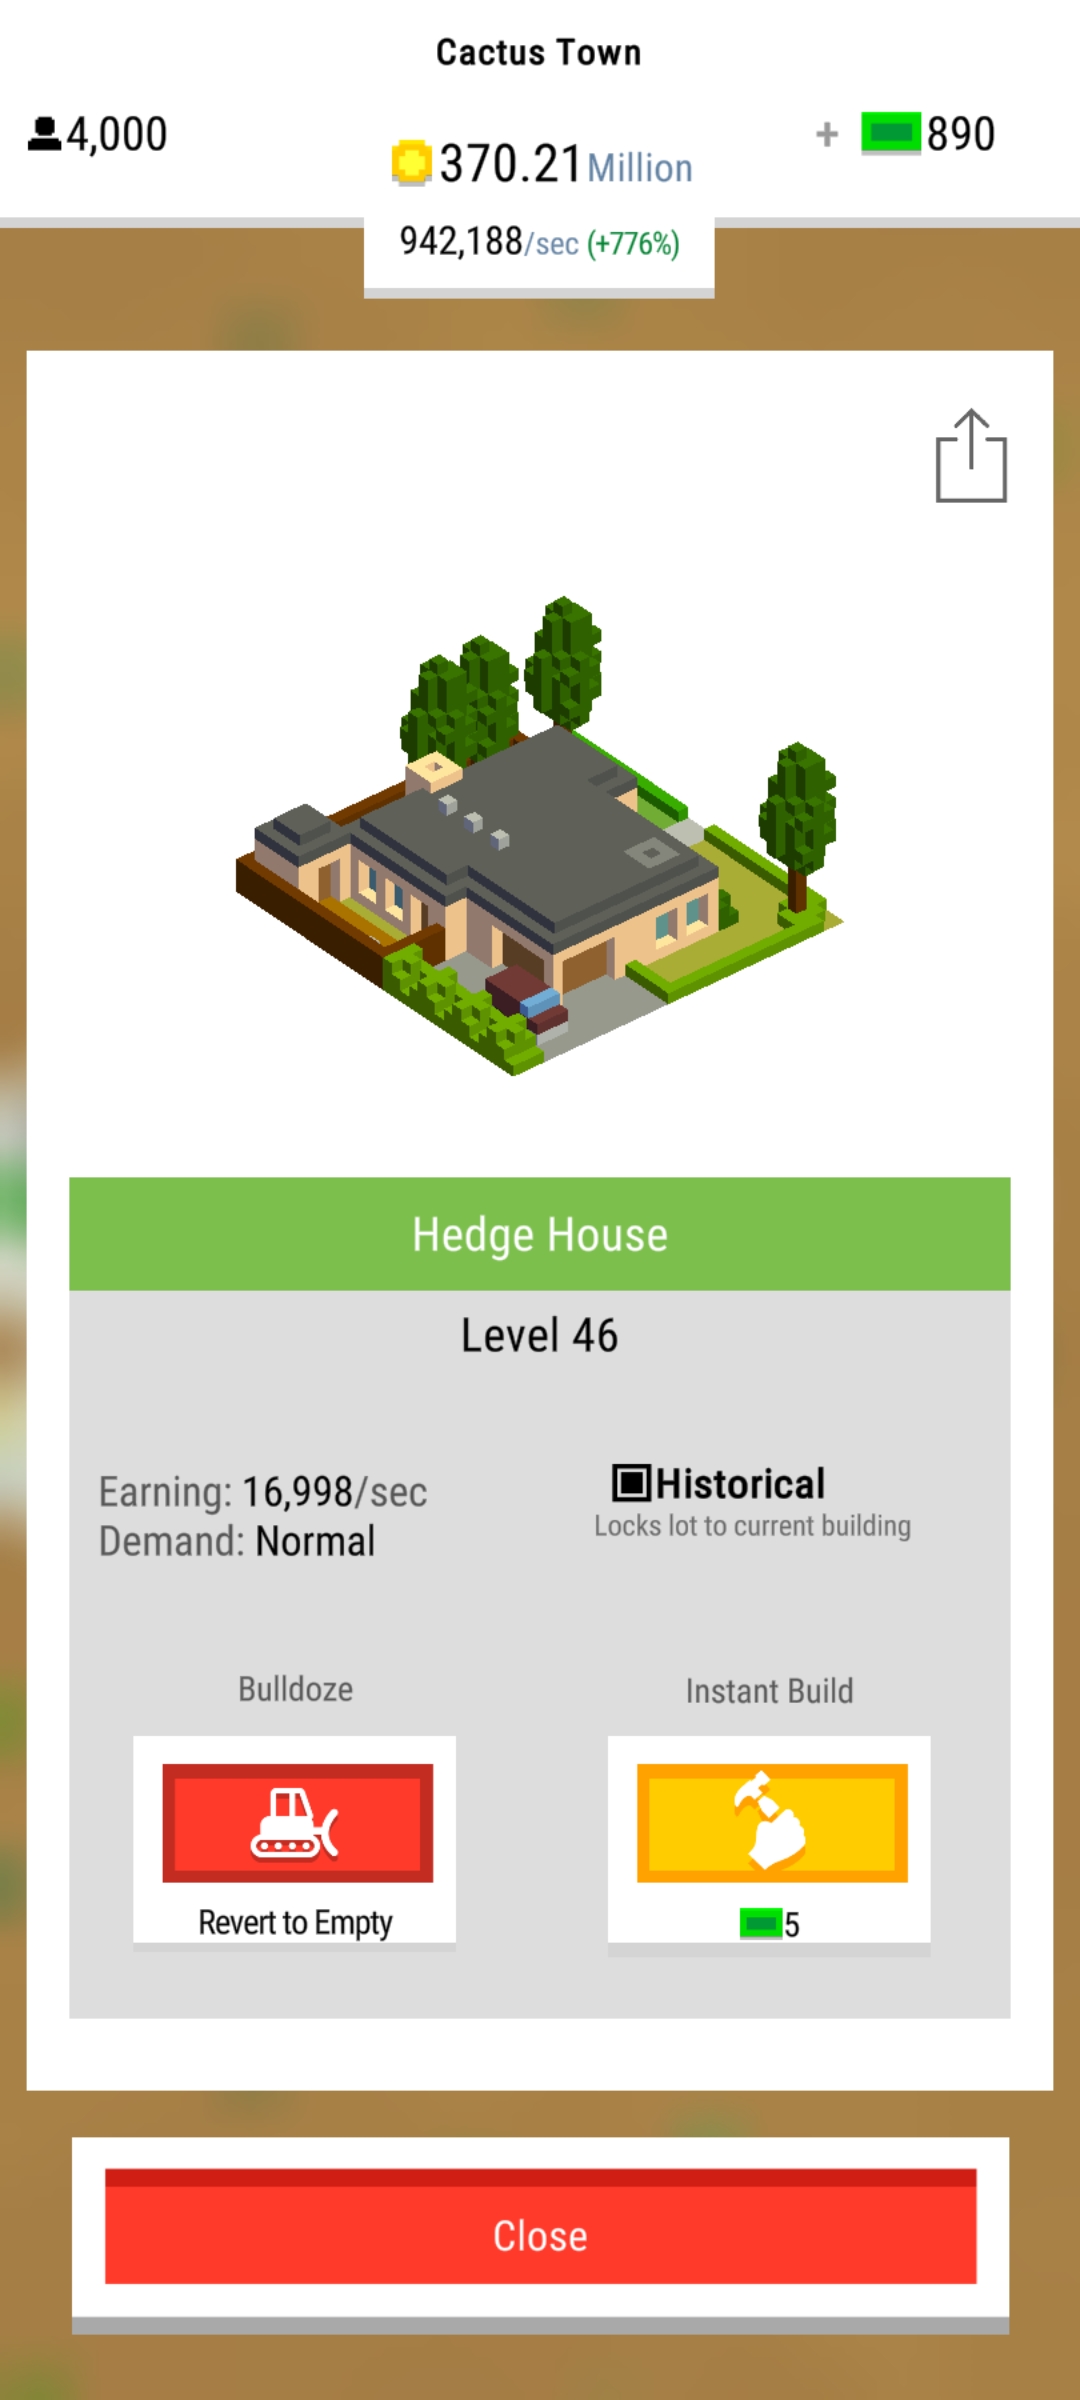 Cactus Town
4,000
370.21 Million
+ 890
942,188/sec (+776%)
Hedge House
Level 46
Earning: 16,998/sec
Demand: Normal
Historical
Locks lot to current building
Bulldoze
Revert to Empty
Instant Build
5
Close